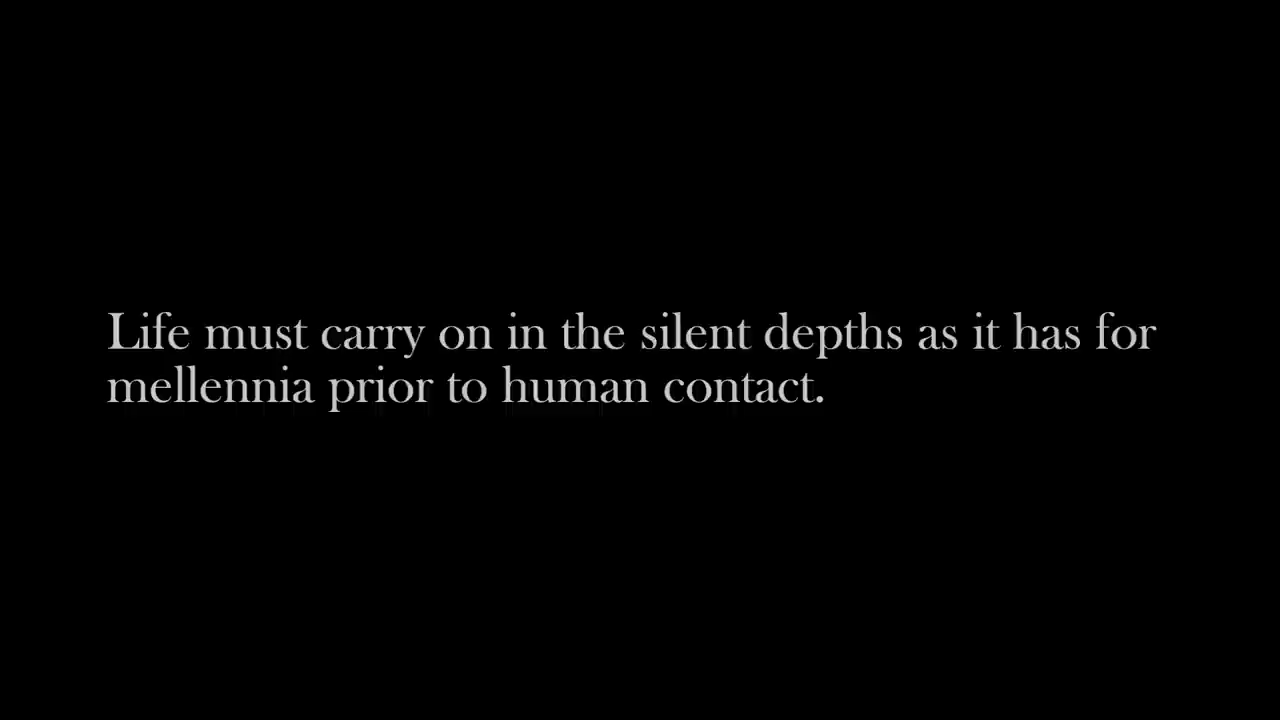 Life must carry on in the silent depths as it has for
mellennia prior to human contact.